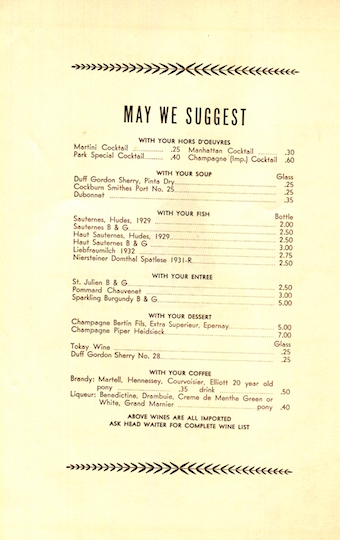 MAY WE SUGGEST
WITH YOUR HORS D'OEUVRES
Martini Cocktail .............. .25 Manhattan Cocktail ........ .30
Park Special Cocktail........ .40 Champagne (Imp.) Cocktail .60
WITH YOUR SOUP
Glass
Duff Gordon Sherry, Pinta Dry .25
Cockburn Smithes Port No. 25 .25
Dubonnet .35
WITH YOUR FISH
Bottle
Sauternes, Hudes, 1929 2.00
Sauternes B & G 2.50
Haut Sauternes, Hudes, 1929 2.50
Haut Sauternes B & G 3.00
Liebfraumilch 1932 2.75
Niersteiner Domthal Spatlese 1931-R 2.50
WITH YOUR ENTREE
St. Julien B & G 2.50
Pommard Chauvenet 3.00
Sparkling Burgundy B & G 5.00
WITH YOUR DESSERT
Champagne Bertin Fils, Extra Superieur, Epernay 5.00
Champagne Piper Heidsieck 7.00
Glass
Tokay Wine .25
Duff Gordon Sherry No. 28 .25
WITH YOUR COFFEE
Brandy: Martell, Hennessey, Courvoisier, Elliott 20 year old
pony .35 drink .50
Liqueur: Benedictine, Drambuie, Creme de Menthe Green or
White, Grand Marnier pony .40
ABOVE WINES ARE ALL IMPORTED
ASK HEAD WAITER FOR COMPLETE WINE LIST